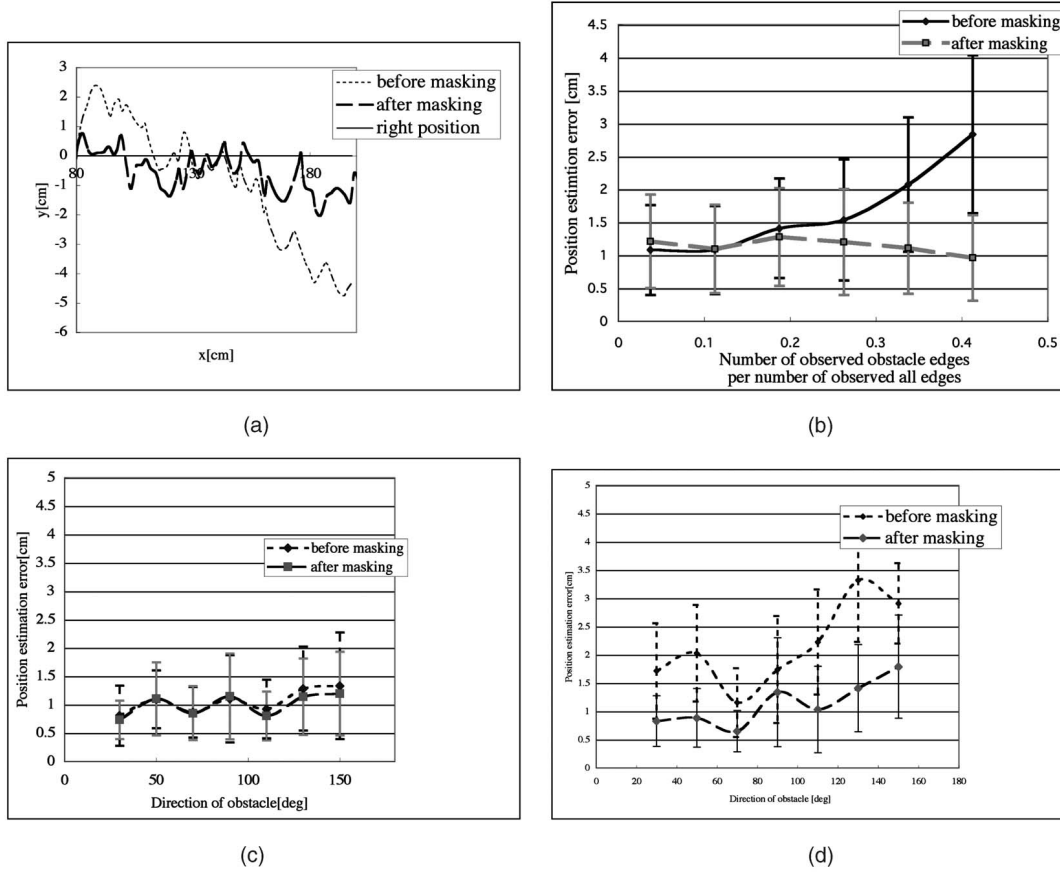 3
2
1
0
-1
-2
-3
-4
-5
-6
y[cm]
80
130
180
x[cm]
before masking
after masking
right position
(a)
4.5
4
3.5
3
2.5
2
1.5
1
0.5
0
Position estimtion error [cm]
before masking
after masking
0 0.1 0.2 0.3 0.4 0.5
Number of observed obstacle edges
per number of observed all edges
(b)
5
4.5
4
3.5
3
2.5
2
1.5
1
0.5
0
Position estimation error[cm]
before masking
after masking
0 50 100 150
Direction of obstacle[deg]
(c)
5
4.5
4
3.5
3
2.5
2
1.5
1
0.5
0
Position estimation error[cm]
before masking
after masking
0 20 40 60 80 100 120 140 160 180
Direction of obstacle [deg]
(d)